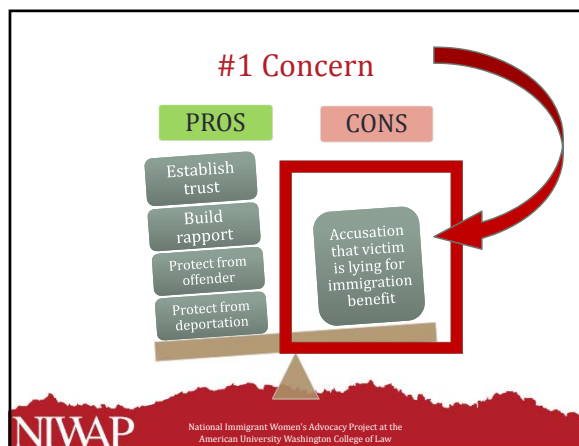 #1 Concern
PROS
CONS
Establish
trust
Build
rapport
Protect from
offender
Protect from
deportation
Accusation
that victim
is lying for
immigration
benefit
NIWAP
National Immigrant Women's Advocacy Project at the
American University Washington College of Law